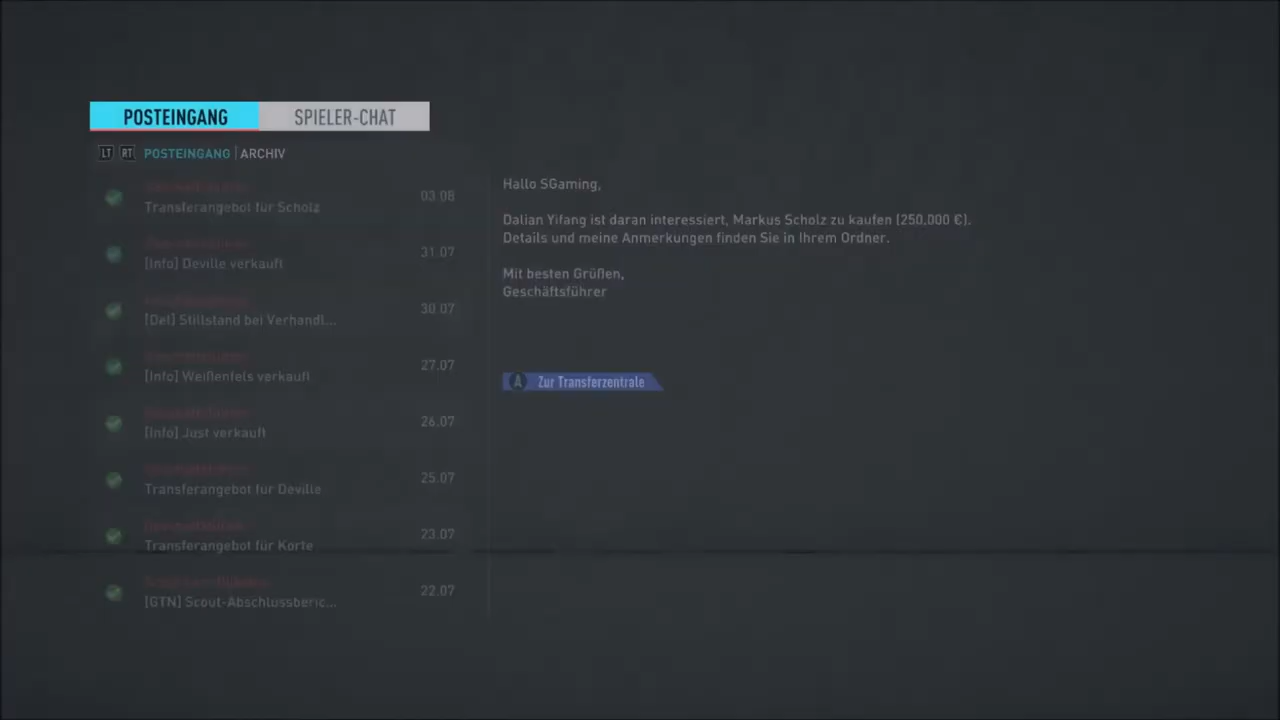 POSTEINGANG SPIELER-CHAT
LT RT POSTEINGANG | ARCHIV
03.08
Transferangebot für Scholz
31.07
[Info] Deville verkauft
30.07
[Del] Stillstand bei Verhandl...
27.07
[Info] Weißenfels verkauft
26.07
[Info] Just verkauft
25.07
Transferangebot für Deville
23.07
Transferangebot für Korte
22.07
[GTN] Scout-Abschlussberic...
Hallo SGaming,
Dalian Yifang ist daran interessiert, Markus Scholz zu kaufen (250.000 €).
Details und meine Anmerkungen finden Sie in Ihrem Ordner.
Mit besten Grüßen,
Geschäftsführer
A Zur Transferzentrale